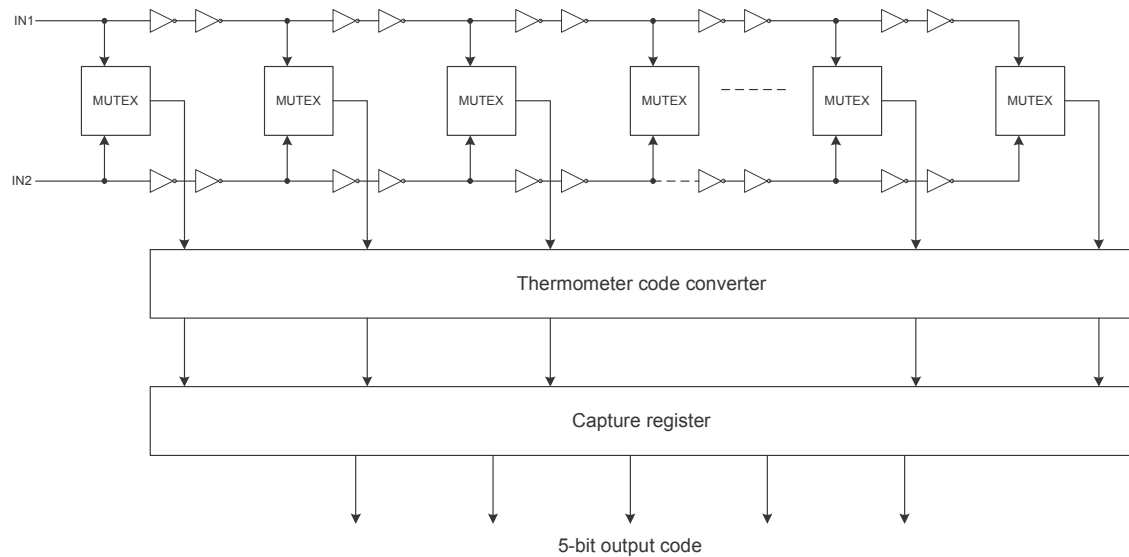 IN1
MUTEX MUTEX MUTEX MUTEX MUTEX MUTEX
IN2
Thermometer code converter
Capture register
5-bit output code